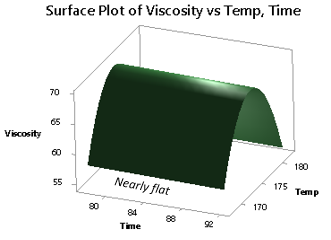 Surface Plot of Viscosity vs Temp, Time
70
65
Viscosity
60
55
180
175
Temp
170
Nearly flat
80
84
88
92
Time